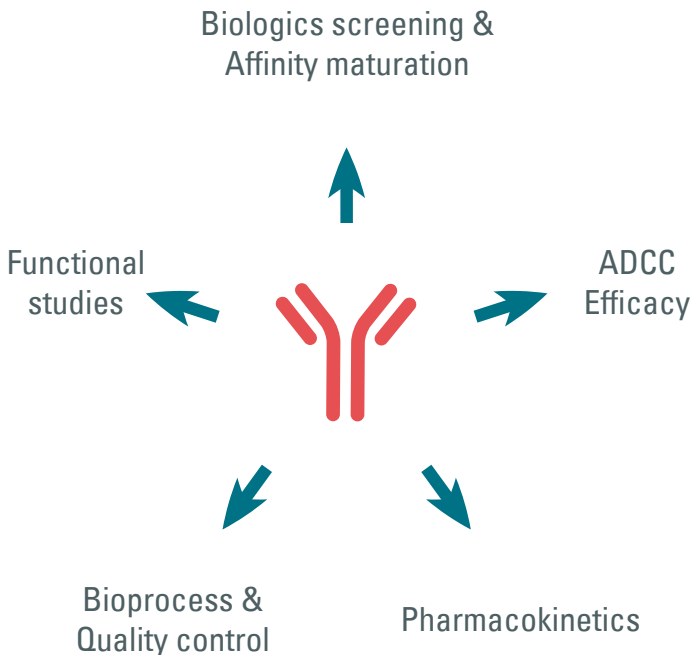 Biologics screening &
Affinity maturation
Functional
studies
ADCC
Efficacy
Bioprocess &
Quality control
Pharmacokinetics